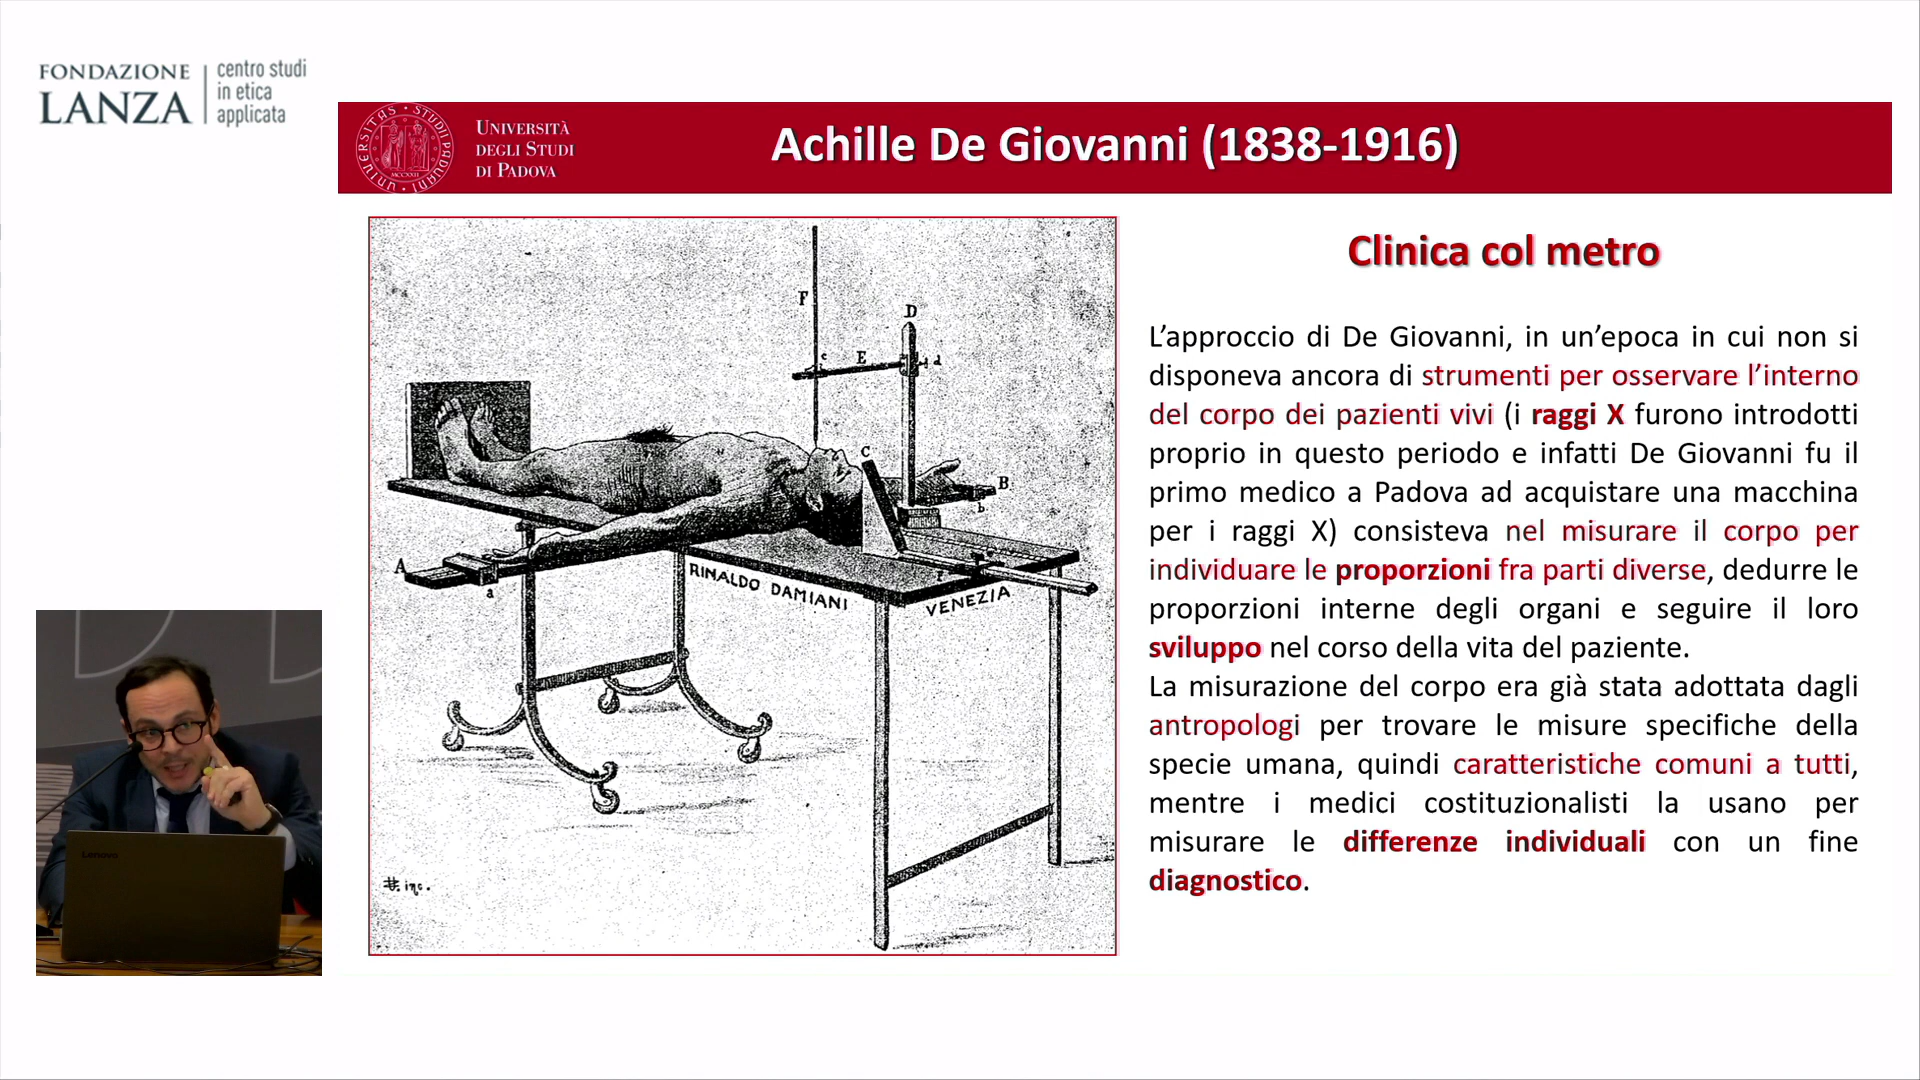 FONDAZIONE
LANZA
centro studi
in etica
applicata
UNIVERSITÀ
DEGLI STUDI
DI PADOVA
Achille De Giovanni (1838-1916)
F
D
c
E
d
C
B
b
A
a
RINALDO DAMIANI
VENEZIA
inc.
Clinica col metro
L’approccio di De Giovanni, in un’epoca in cui non si
disponeva ancora di strumenti per osservare l’interno
del corpo dei pazienti vivi (i raggi X furono introdotti
proprio in questo periodo e infatti De Giovanni fu il
primo medico a Padova ad acquistare una macchina
per i raggi X) consisteva nel misurare il corpo per
individuare le proporzioni fra parti diverse, dedurre le
proporzioni interne degli organi e seguire il loro
sviluppo nel corso della vita del paziente.
La misurazione del corpo era già stata adottata dagli
antropologi per trovare le misure specifiche della
specie umana, quindi caratteristiche comuni a tutti,
mentre i medici costituzionalisti la usano per
misurare le differenze individuali con un fine
diagnostico.
Lenovo